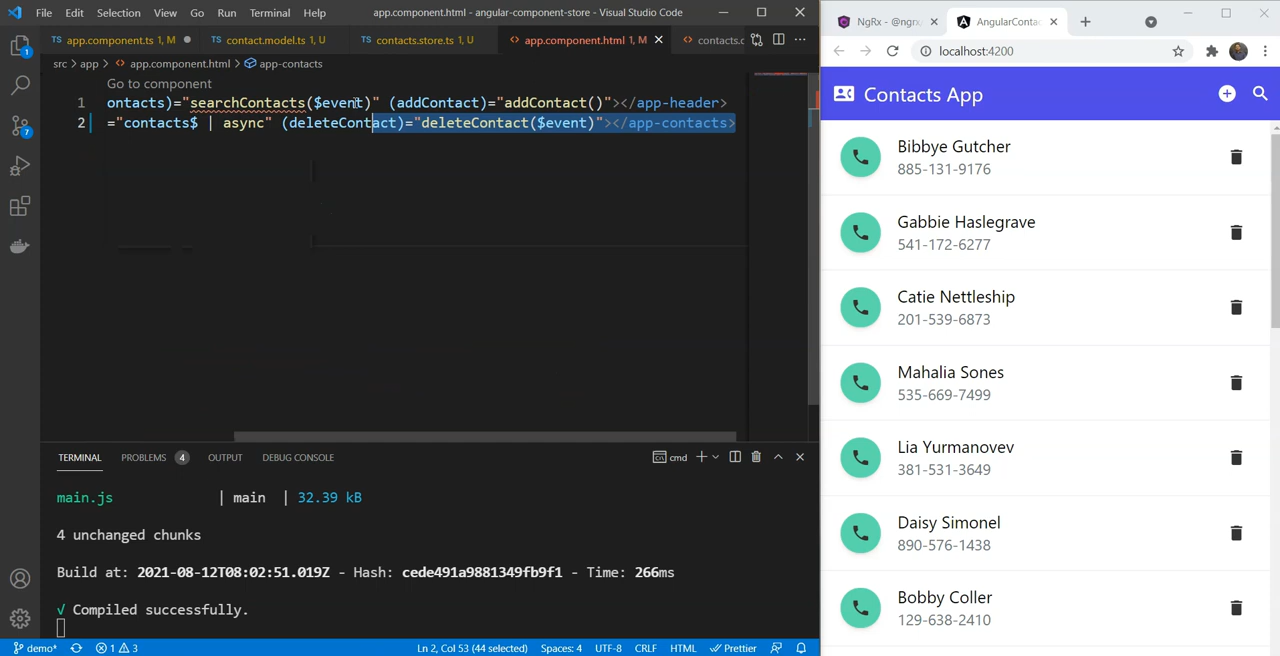 File Edit Selection View Go Run Terminal Help app.component.html - angular-component-store - Visual Studio Code
TS app.component.ts 1, M TS contact.model.ts 1, U TS contacts.store.ts 1, U <> app.component.html 1, M <> contacts.c
src > app > <> app.component.html > app-contacts
Go to component
1 ontacts)="searchContacts($event)" (addContact)="addContact()"></app-header>
2 ="contacts$ | async" (deleteContact)="deleteContact($event)"></app-contacts>
TERMINAL PROBLEMS 4 OUTPUT DEBUG CONSOLE cmd
main.js | main | 32.39 kB
4 unchanged chunks
Build at: 2021-08-12T08:02:51.019Z - Hash: cede491a9881349fb9f1 - Time: 266ms
√ Compiled successfully.
1
7
demo* 1 3 Ln 2, Col 53 (44 selected) Spaces: 4 UTF-8 CRLF HTML Prettier
NgRx - @ngrx AngularContac
localhost:4200
Contacts App
Bibbye Gutcher
885-131-9176
Gabbie Haslegrave
541-172-6277
Catie Nettleship
201-539-6873
Mahalia Sones
535-669-7499
Lia Yurmanovev
381-531-3649
Daisy Simonel
890-576-1438
Bobby Coller
129-638-2410